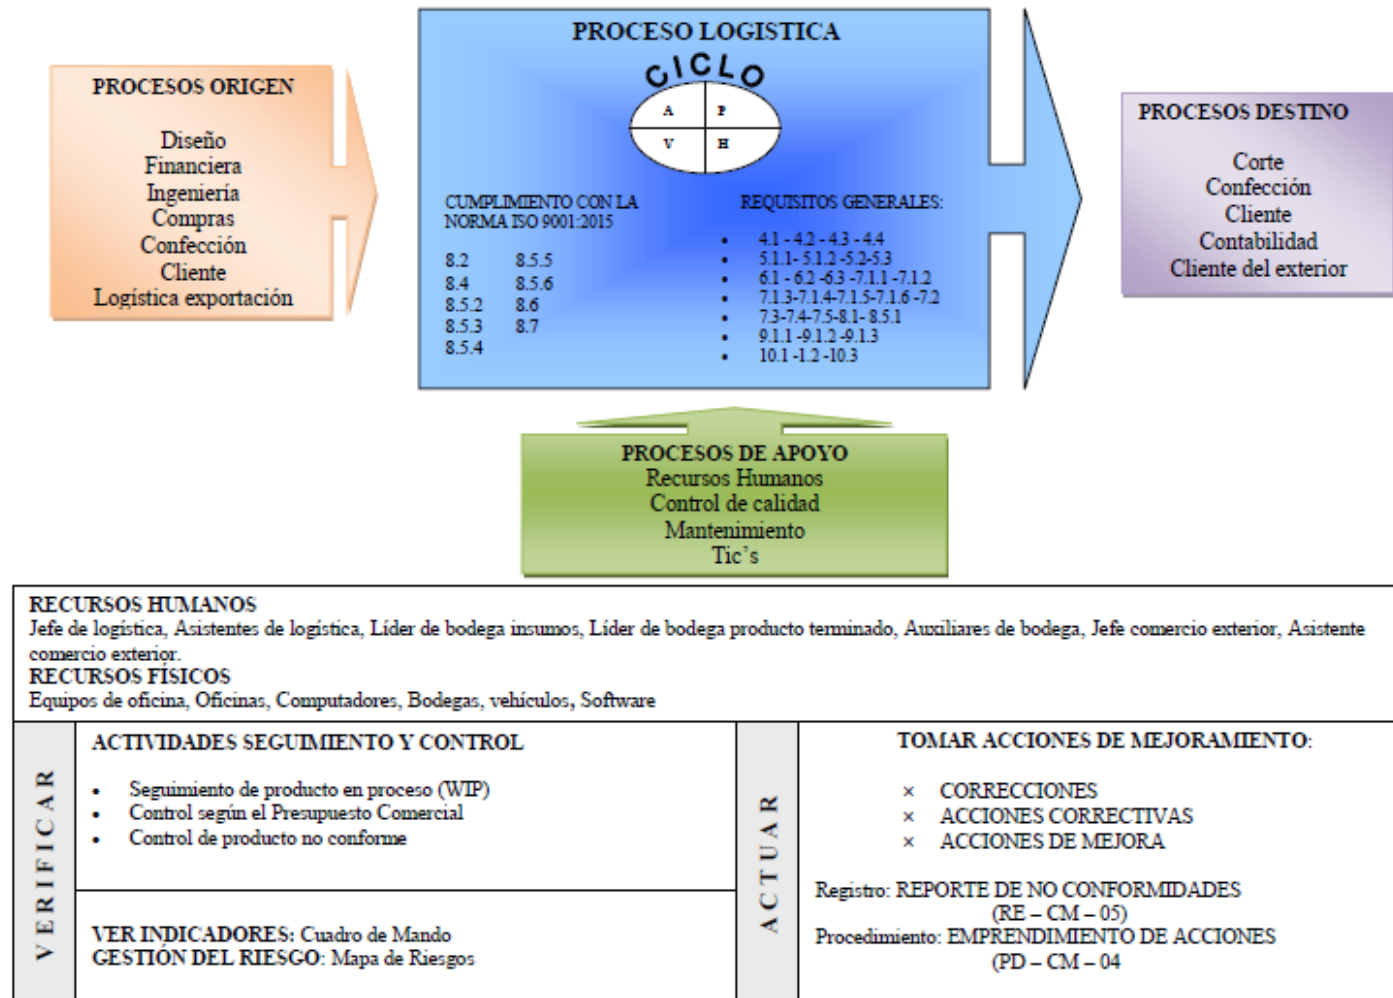 PROCESOS ORIGEN
Diseño
Financiera
Ingeniería
Compras
Confección
Cliente
Logística exportación
PROCESO LOGISTICA
CICLO
A P
V H
CUMPLIMIENTO CON LA
NORMA ISO 9001:2015
8.2 8.5.5
8.4 8.5.6
8.5.2 8.6
8.5.3 8.7
8.5.4
REQUISITOS GENERALES:
• 4.1 - 4.2 - 4.3 - 4.4
• 5.1.1- 5.1.2 -5.2-5.3
• 6.1 - 6.2 -6.3 -7.1.1 -7.1.2
• 7.1.3-7.1.4-7.1.5-7.1.6 -7.2
• 7.3-7.4-7.5-8.1- 8.5.1
• 9.1.1 -9.1.2 -9.1.3
• 10.1 -1.2 -10.3
PROCESOS DESTINO
Corte
Confección
Cliente
Contabilidad
Cliente del exterior
PROCESOS DE APOYO
Recursos Humanos
Control de calidad
Mantenimiento
Tic's
RECURSOS HUMANOS
Jefe de logística, Asistentes de logística, Líder de bodega insumos, Líder de bodega producto terminado, Auxiliares de bodega, Jefe comercio exterior, Asistente
comercio exterior.
RECURSOS FÍSICOS
Equipos de oficina, Oficinas, Computadores, Bodegas, vehículos, Software
VERIFICAR
ACTIVIDADES SEGUIMIENTO Y CONTROL
• Seguimiento de producto en proceso (WIP)
• Control según el Presupuesto Comercial
• Control de producto no conforme
VER INDICADORES: Cuadro de Mando
GESTIÓN DEL RIESGO: Mapa de Riesgos
ACTUAR
TOMAR ACCIONES DE MEJORAMIENTO:
× CORRECCIONES
× ACCIONES CORRECTIVAS
× ACCIONES DE MEJORA
Registro: REPORTE DE NO CONFORMIDADES
(RE – CM – 05)
Procedimiento: EMPRENDIMIENTO DE ACCIONES
(PD – CM – 04